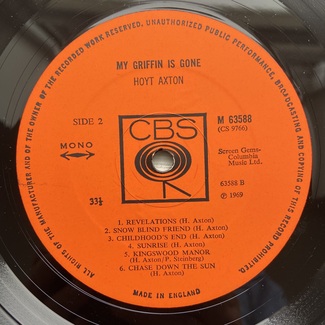 ALL RIGHTS OF THE MANUFACTURER AND OF THE OWNER OF THE RECORDED WORK RESERVED. UNAUTHORISED PUBLIC PERFORMANCE, BROADCASTING AND COPYING OF THIS RECORD PROHIBITED.
MY GRIFFIN IS GONE
HOYT AXTON
SIDE 2
MONO
CBS
M 63588
(CS 9766)
Screen Gems-
Columbia
Music Ltd.
33⅓
63588 B
℗ 1969
1. REVELATIONS (H. Axton)
2. SNOW BLIND FRIEND (H. Axton)
3. CHILDHOOD'S END (H. Axton)
4. SUNRISE (H. Axton)
5. KINGSWOOD MANOR
(H. Axton/P. Steinberg)
6. CHASE DOWN THE SUN
(H. Axton)
MADE IN ENGLAND